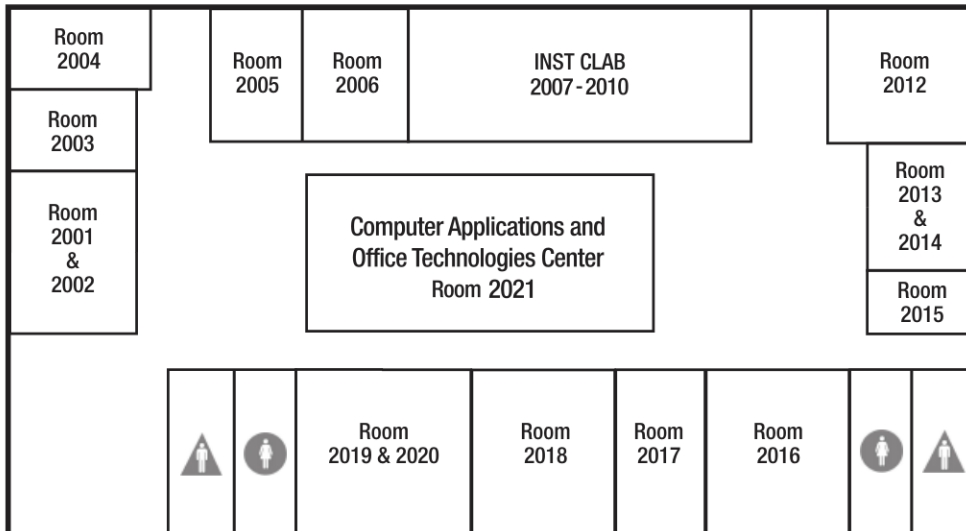 Room
2004
Room
2005
Room
2006
INST CLAB
2007-2010
Room
2012
Room
2003
Room
2001
&
2002
Computer Applications and
Office Technologies Center
Room 2021
Room
2013
&
2014
Room
2015
Room
2019 & 2020
Room
2018
Room
2017
Room
2016